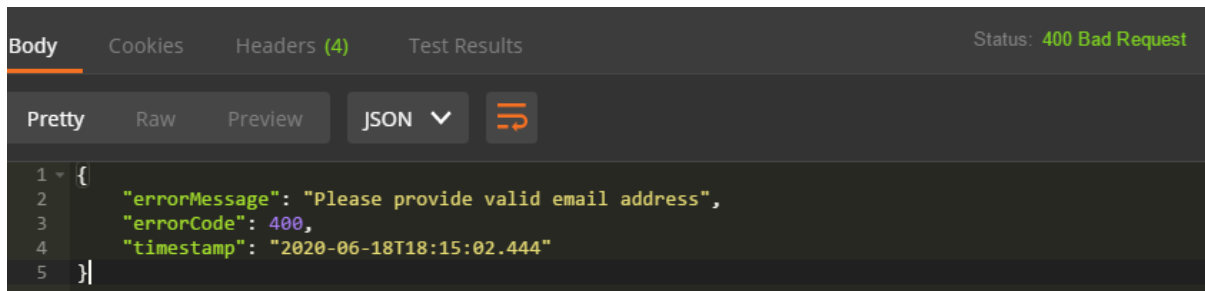 Body Cookies Headers (4) Test Results Status: 400 Bad Request
Pretty Raw Preview JSON
1 {
2 "errorMessage": "Please provide valid email address",
3 "errorCode": 400,
4 "timestamp": "2020-06-18T18:15:02.444"
5 }